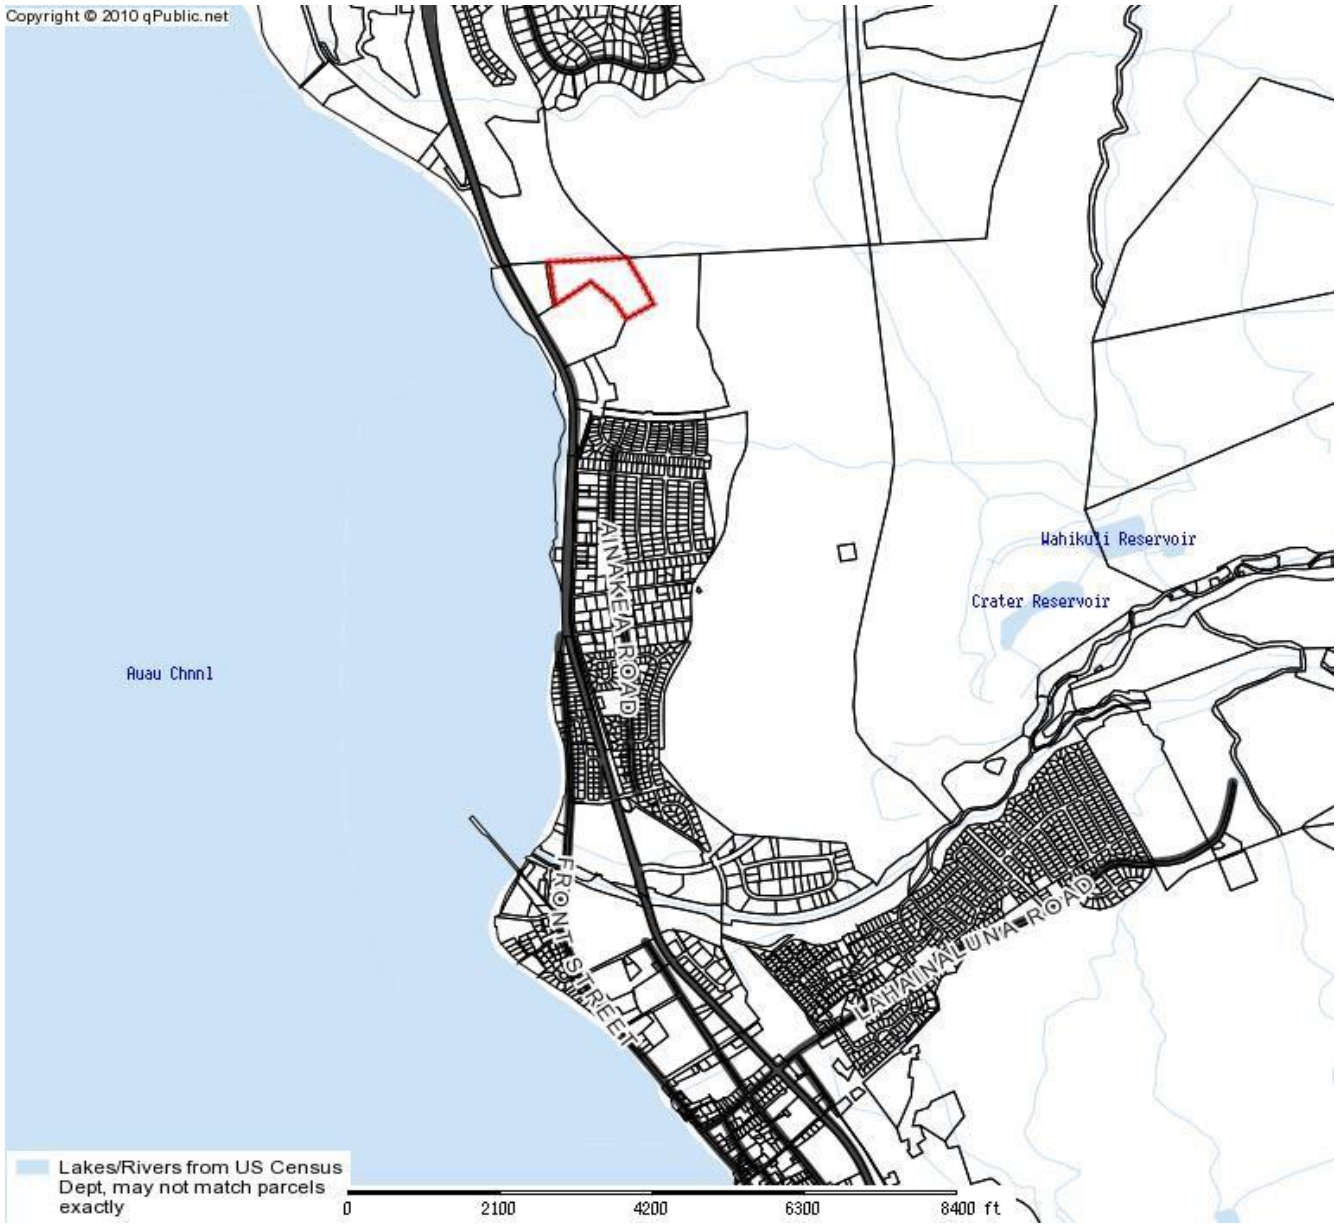 Copyright © 2010 qPublic.net
AINAKEA ROAD
Wahikuli Reservoir
Crater Reservoir
Auau Chnnl
FRONT STREET
LAHAINALUNA ROAD
Lakes/Rivers from US Census
Dept, may not match parcels
exactly
0 2100 4200 6300 8400 ft